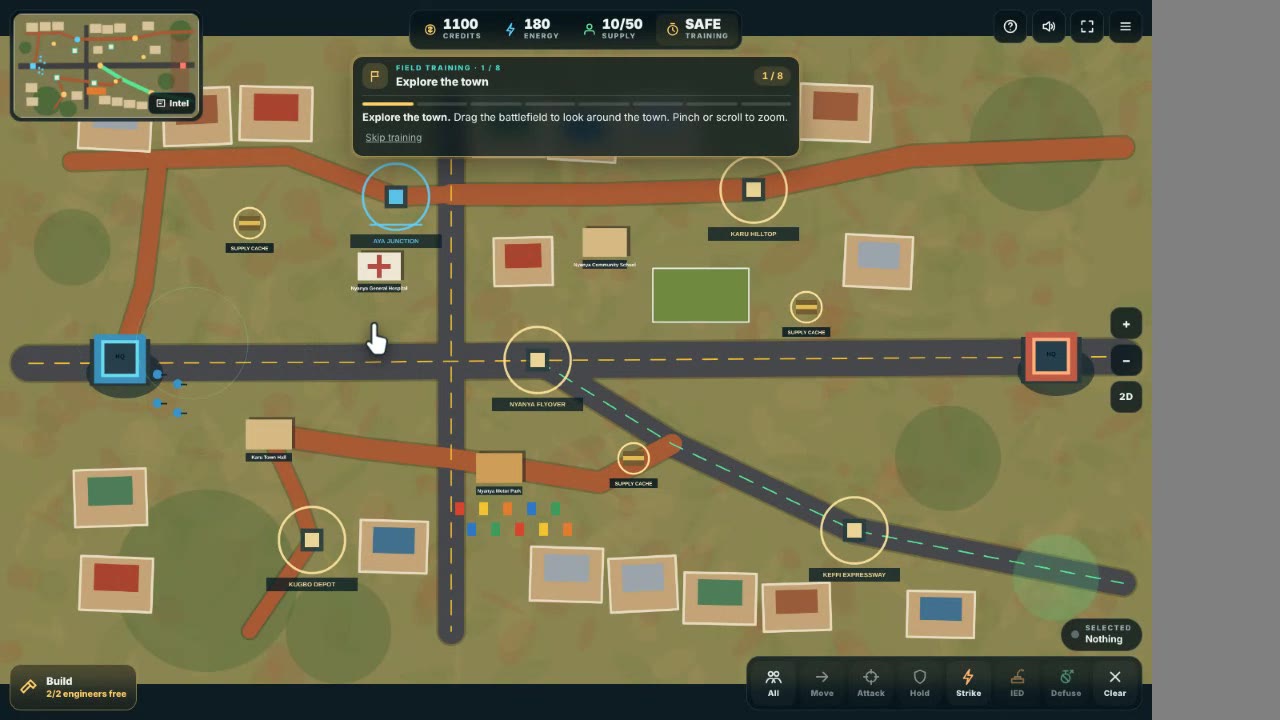 1100
CREDITS
180
ENERGY
10/50
SUPPLY
SAFE
TRAINING
Intel
FIELD TRAINING · 1 / 8
Explore the town
1 / 8
Explore the town. Drag the battlefield to look around the town. Pinch or scroll to zoom.
Skip training
AYA JUNCTION
KARU HILLTOP
SUPPLY CACHE
Nyanya Community School
Nyanya General Hospital
SUPPLY CACHE
HQ
HQ
NYANYA FLYOVER
+
−
2D
Karu Town Hall
Nyanya Motor Park
SUPPLY CACHE
KUGBO DEPOT
KEFFI EXPRESSWAY
SELECTED
Nothing
Build
2/2 engineers free
All
Move
Attack
Hold
Strike
IED
Defuse
Clear